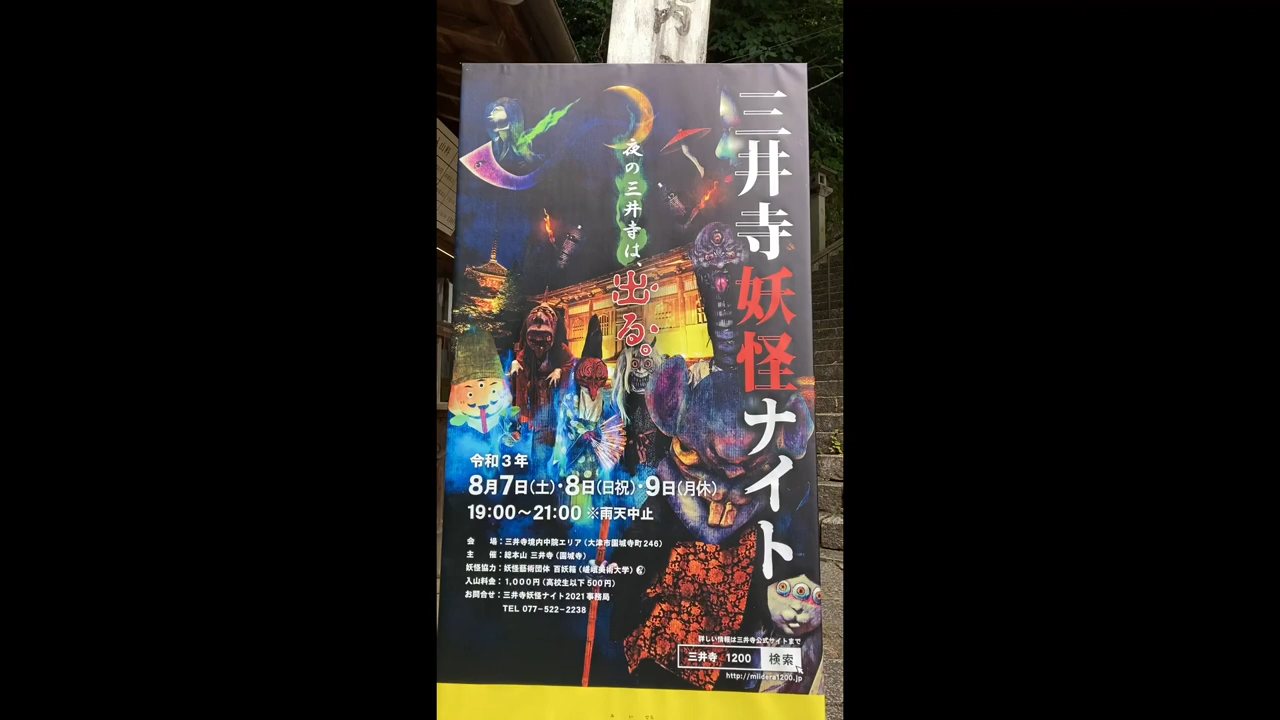 内
三井寺妖怪ナイト
夜の三井寺は、
出る。
令和3年
8月7日(土)・8日(日祝)・9日(月休)
19:00〜21:00 ※雨天中止
会 場：三井寺境内中院エリア(大津市園城寺町246)
主 催：総本山 三井寺(園城寺)
妖怪協力：妖怪藝術団体 百妖箱(嵯峨美術大学)
入山料金：1,000円(高校生以下500円)
お問合せ：三井寺妖怪ナイト2021事務局
TEL 077-522-2238
詳しい情報は三井寺公式サイトまで
三井寺 1200 検索
http://miidera1200.jp